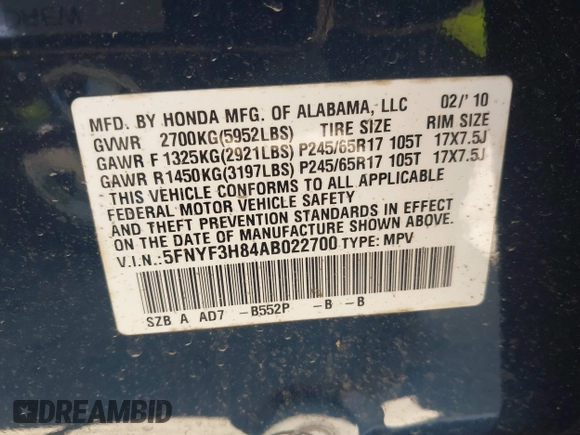 MFD. BY HONDA MFG. OF ALABAMA, LLC 02/'10
GVWR 2700KG(5952LBS) TIRE SIZE RIM SIZE
GAWR F 1325KG(2921LBS) P245/65R17 105T 17X7.5J
GAWR R 1450KG(3197LBS) P245/65R17 105T 17X7.5J
THIS VEHICLE CONFORMS TO ALL APPLICABLE
FEDERAL MOTOR VEHICLE SAFETY
AND THEFT PREVENTION STANDARDS IN EFFECT
ON THE DATE OF MANUFACTURE SHOWN ABOVE.
V.I.N.:5FNYF3H84AB022700 TYPE: MPV
SZB A AD7 -B552P -B -B
DREAMBID